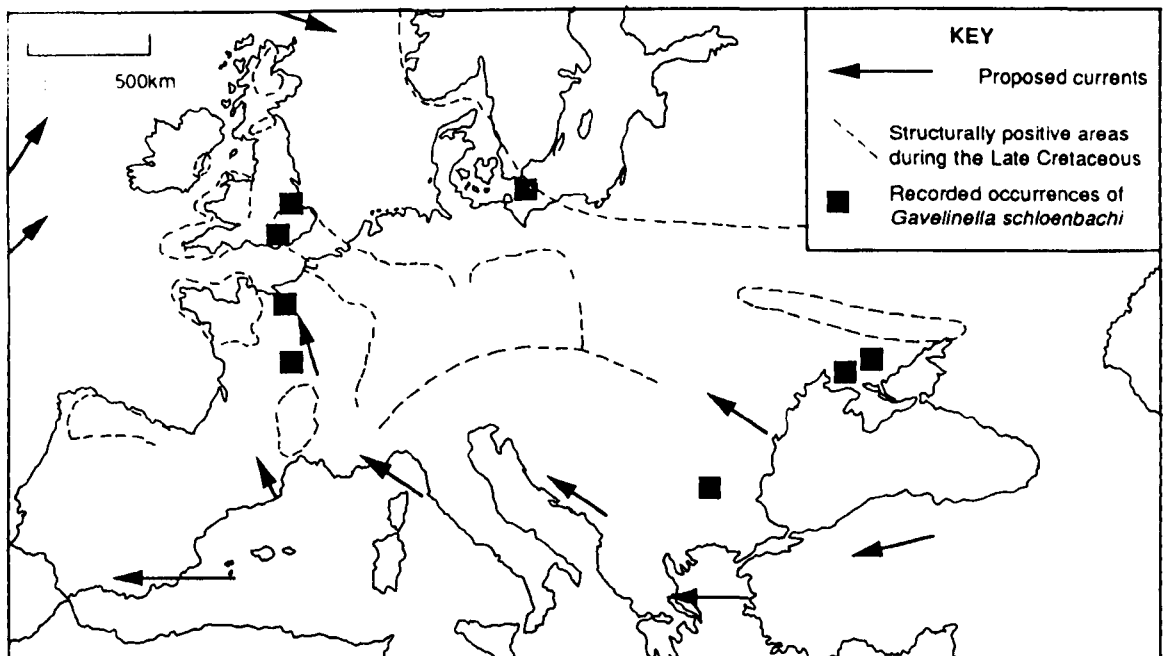 500km
KEY
Proposed currents
Structurally positive areas
during the Late Cretaceous
Recorded occurrences of
Gavelinella schloenbachi